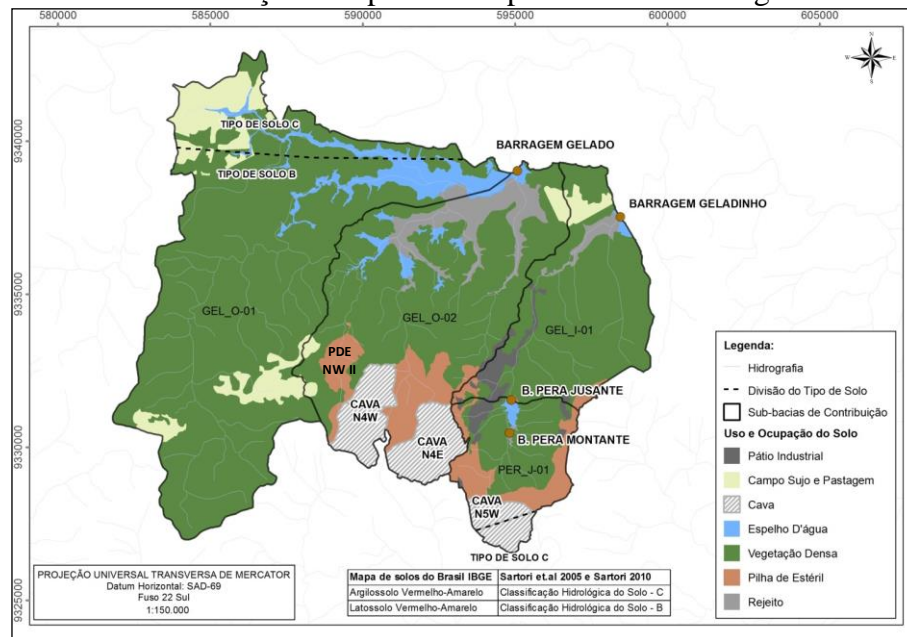 580000 585000 590000 595000 600000 605000
N
W E
S
9340000
9335000
9330000
9325000
TIPO DE SOLO C
TIPO DE SOLO B
BARRAGEM GELADO
BARRAGEM GELADINHO
GEL_O-01
GEL_O-02
GEL_I-01
PDE
NW II
CAVA
N4W
CAVA
N4E
B. PERA JUSANTE
B. PERA MONTANTE
PER_J-01
CAVA
N5W
TIPO DE SOLO C
Legenda:
Hidrografia
Divisão do Tipo de Solo
Sub-bacias de Contribuição
Uso e Ocupação do Solo
Pátio Industrial
Campo Sujo e Pastagem
Cava
Espelho D'água
Vegetação Densa
Pilha de Estéril
Rejeito
PROJEÇÃO UNIVERSAL TRANSVERSA DE MERCATOR
Datum Horizontal: SAD-69
Fuso 22 Sul
1:150.000
Mapa de solos do Brasil IBGE Sartori et.al 2005 e Sartori 2010
Argilossolo Vermelho-Amarelo Classificação Hidrológica do Solo - C
Latossolo Vermelho-Amarelo Classificação Hidrológica do Solo - B